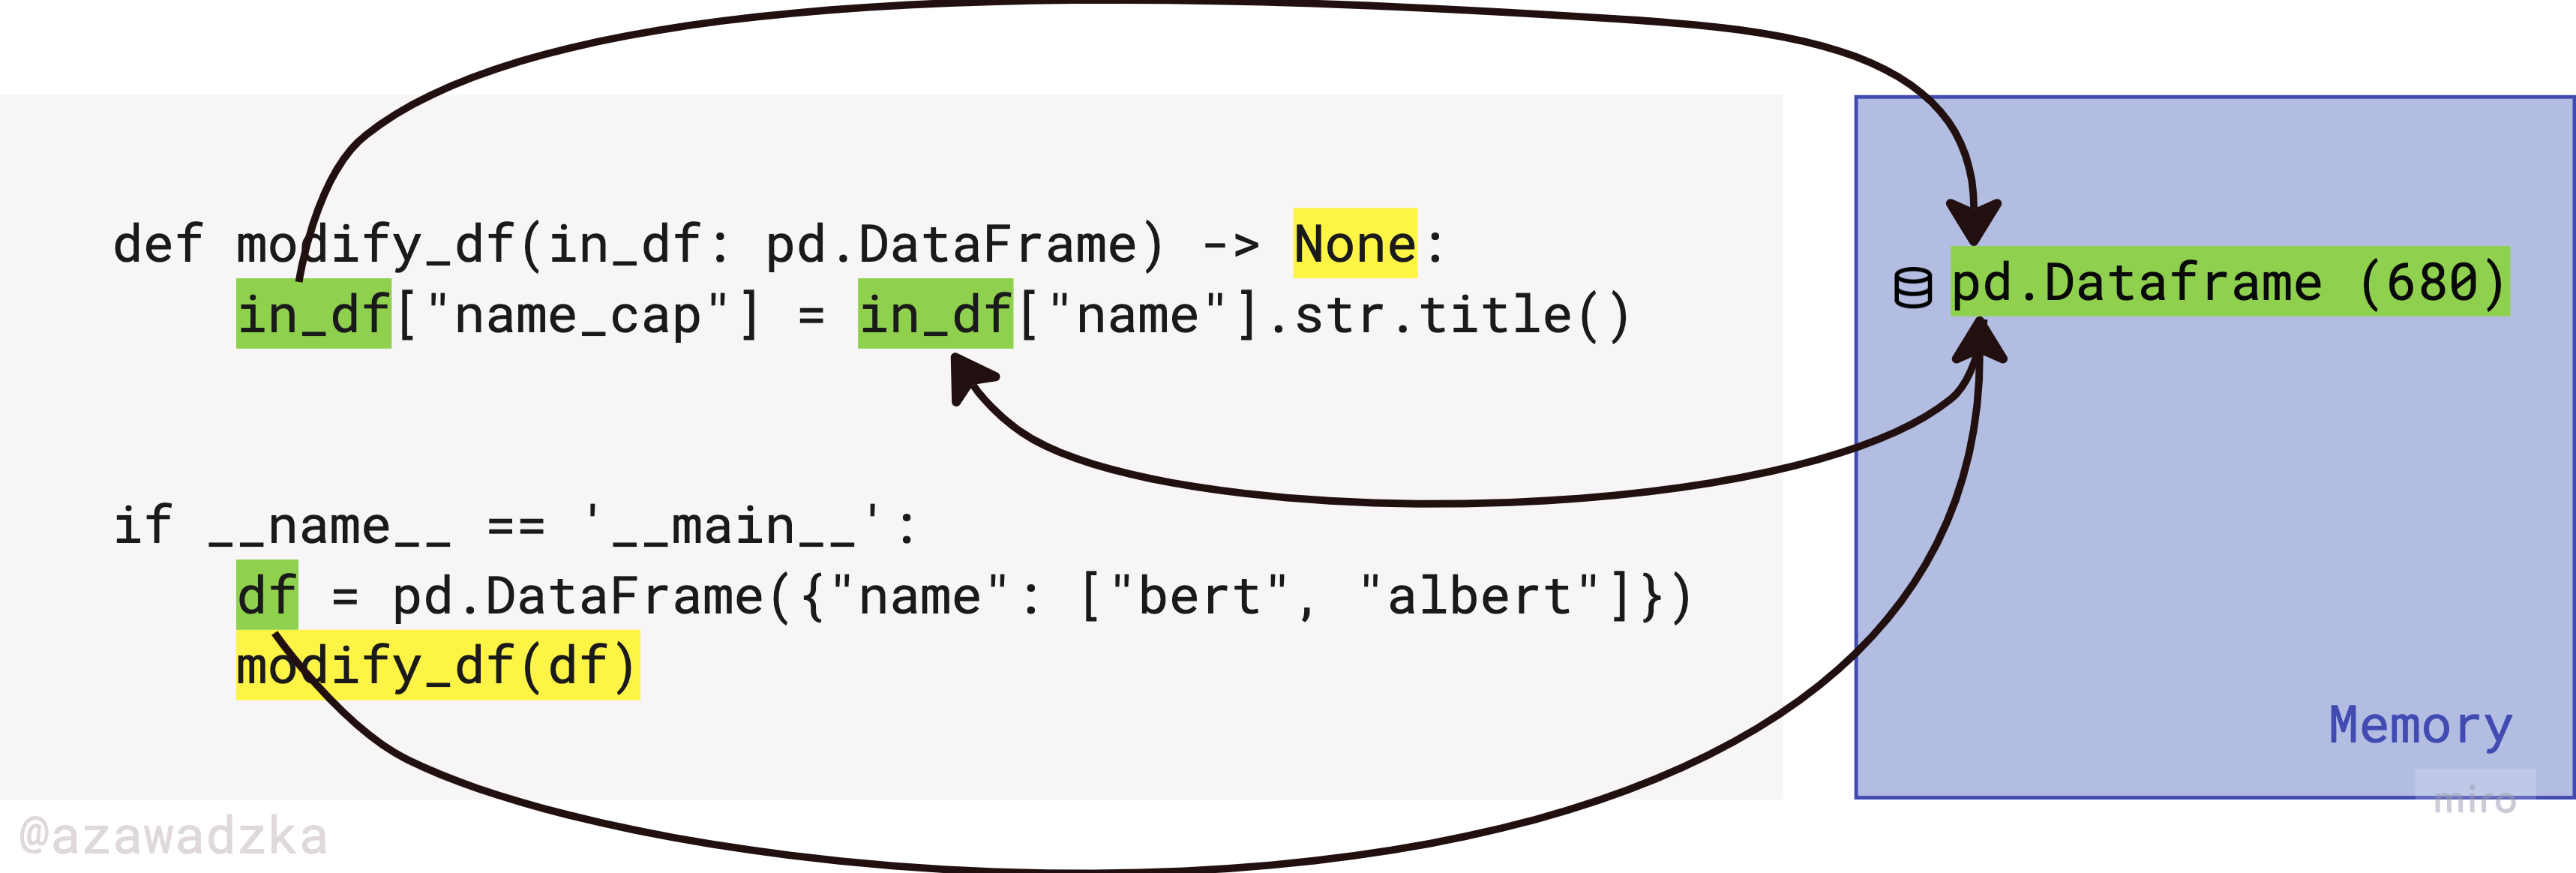 def modify_df(in_df: pd.DataFrame) -> None:
in_df["name_cap"] = in_df["name"].str.title()
if __name__ == '__main__':
df = pd.DataFrame({"name": ["bert", "albert"]})
modify_df(df)
pd.Dataframe (680)
Memory
miro
@azawadzka